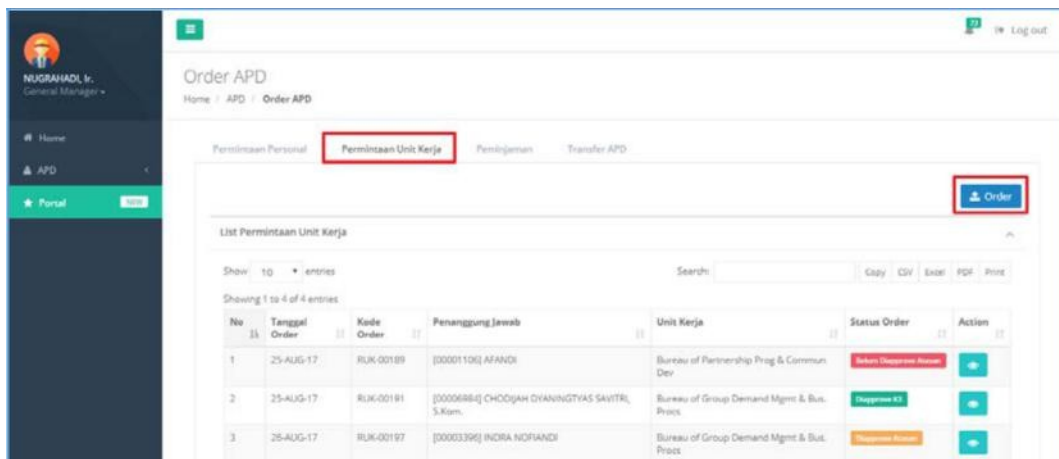 72
Log out
NUGRAHADI, Ir.
General Manager
Order APD
Home / APD / Order APD
Home
APD
Portal
NEW
Permintaan Personal
Permintaan Unit Kerja
Peminjaman
Transfer APD
Order
List Permintaan Unit Kerja
Show 10 entries
Search:
Copy CSV Excel PDF Print
Showing 1 to 4 of 4 entries
No Tanggal Order Kode Order Penanggung Jawab Unit Kerja Status Order Action
1 25-AUG-17 RUK-00189 [00001106] AFANDI Bureau of Partnership Prog & Commun Dev Belum Diapprove Atasan
2 25-AUG-17 RUK-00191 [00006984] CHODIJAH DYANINGTYAS SAVITRI, S.Kom. Bureau of Group Demand Mgmt & Bus. Procs Diapprove K3
3 26-AUG-17 RUK-00197 [00003396] INDRA NOFIANDI Bureau of Group Demand Mgmt & Bus. Procs Diapprove Atasan